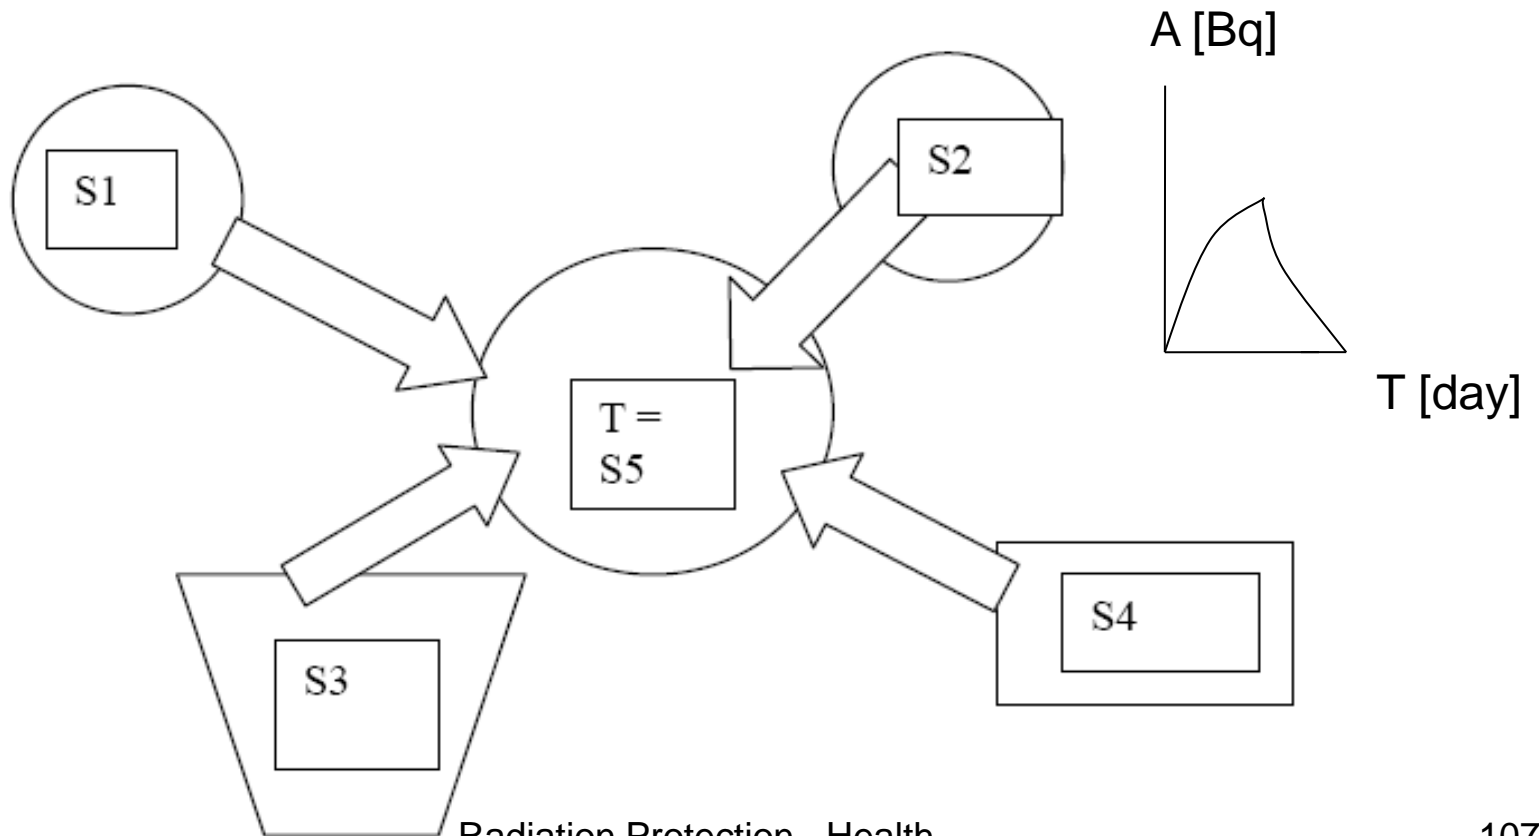 A [Bq]
S1
S2
T =
S5
T [day]
S4
S3
Radiation Protection - Health
107